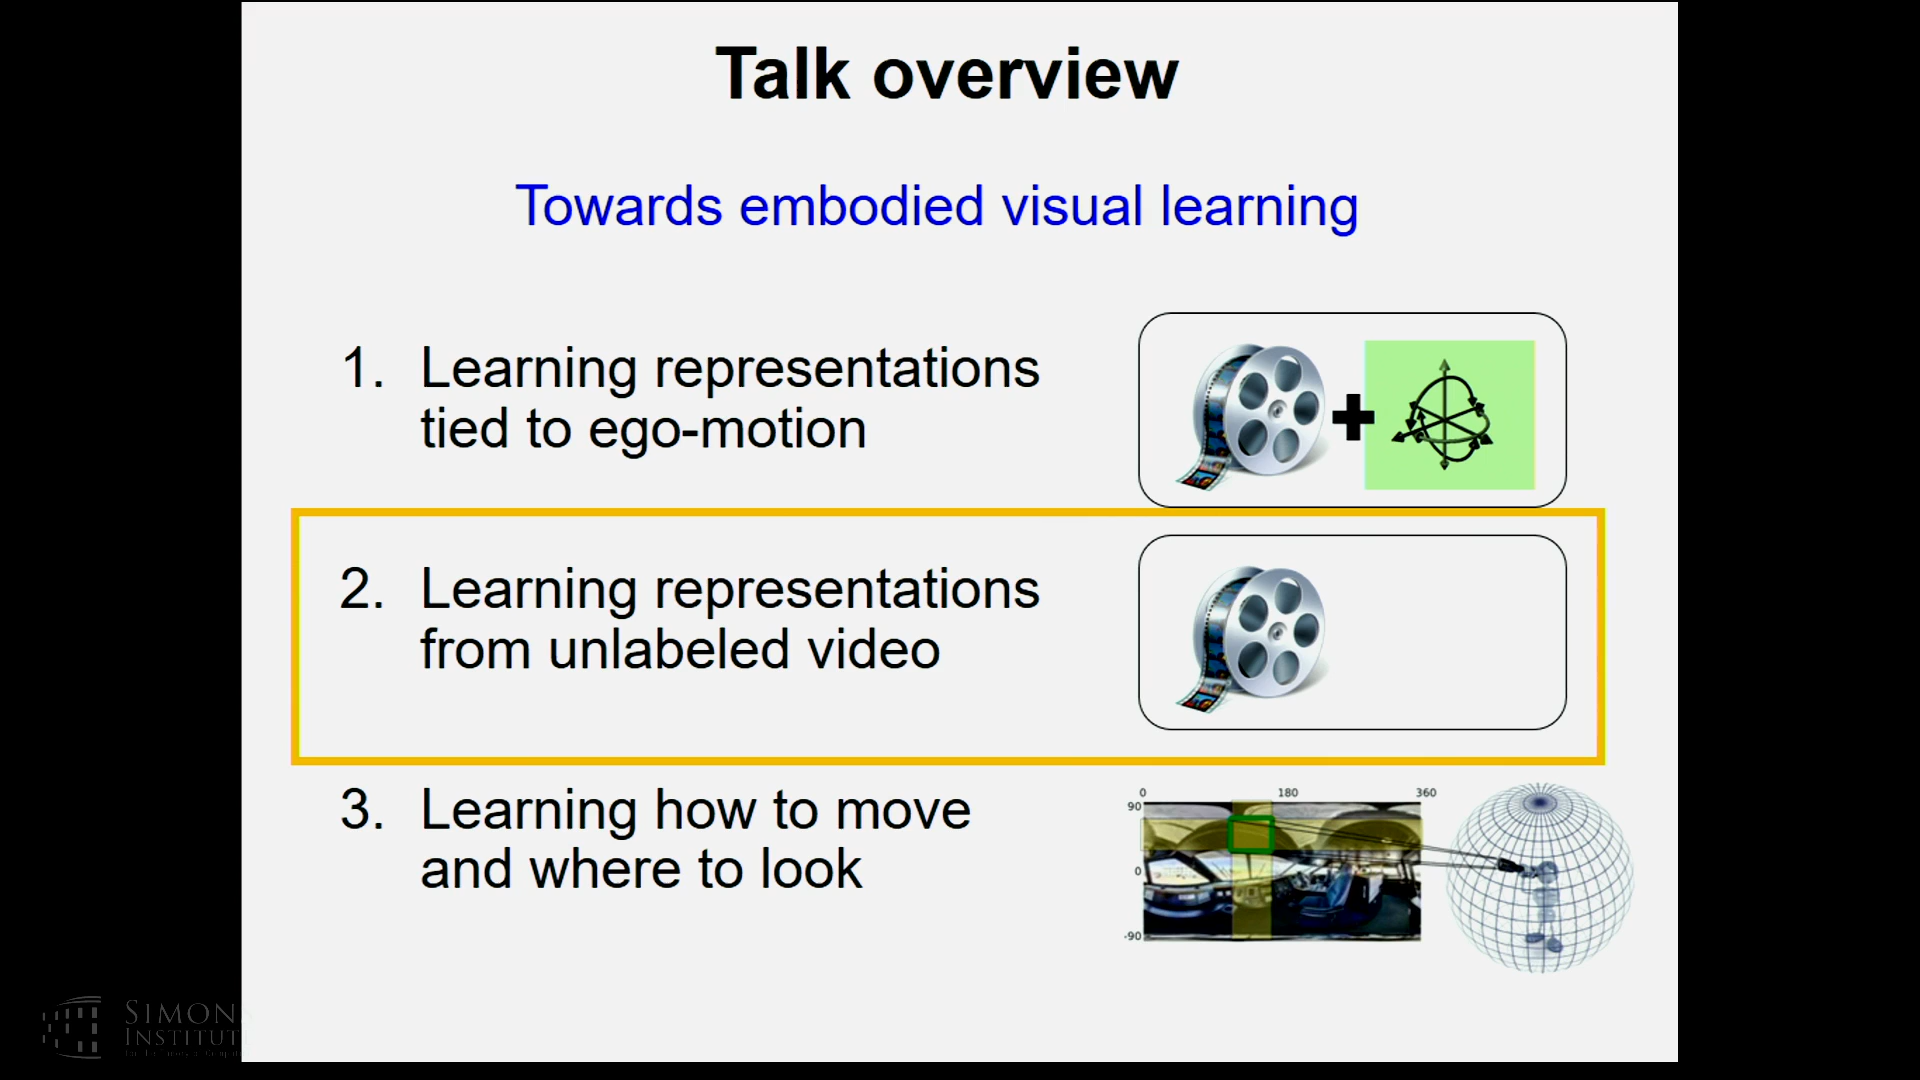 Talk overview
Towards embodied visual learning
1. Learning representations
tied to ego-motion
2. Learning representations
from unlabeled video
3. Learning how to move
and where to look
0 180 360
90
0
-90
SIMONS
INSTITUT